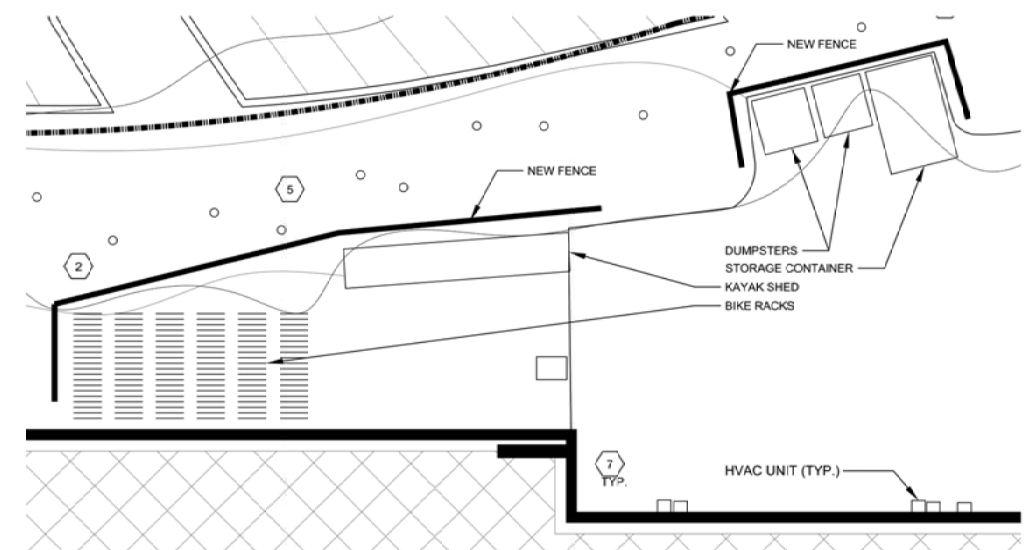 NEW FENCE
NEW FENCE
5
2
DUMPSTERS
STORAGE CONTAINER
KAYAK SHED
BIKE RACKS
7
TYP.
HVAC UNIT (TYP.)